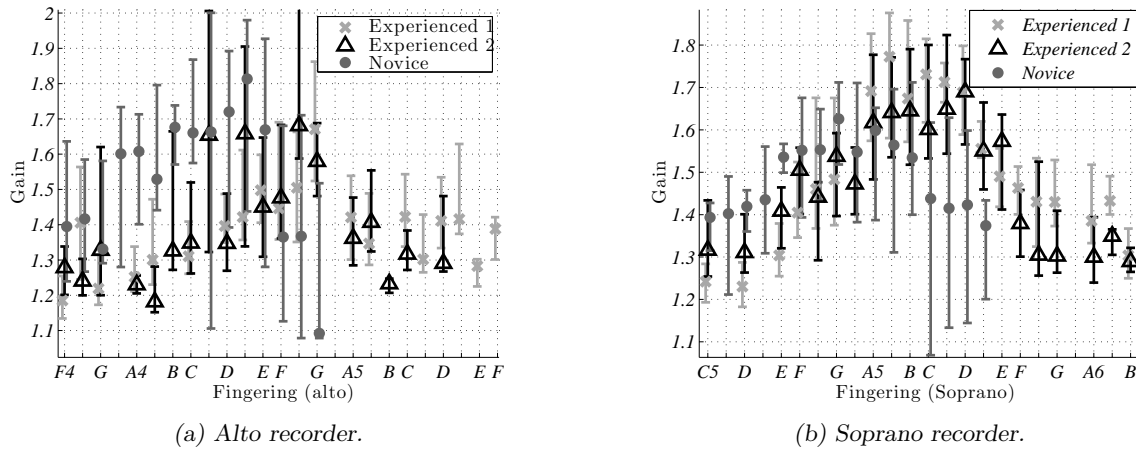 2
1.9
1.8
1.7
1.6
1.5
1.4
1.3
1.2
1.1
Gain
Experienced 1
Experienced 2
Novice
F4 G A4 B C D E F G A5 B C D E F
Fingering (alto)
(a) Alto recorder.
1.8
1.7
1.6
1.5
1.4
1.3
1.2
1.1
Gain
Experienced 1
Experienced 2
Novice
C5 D E F G A5 B C D E F G A6 B
Fingering (Soprano)
(b) Soprano recorder.